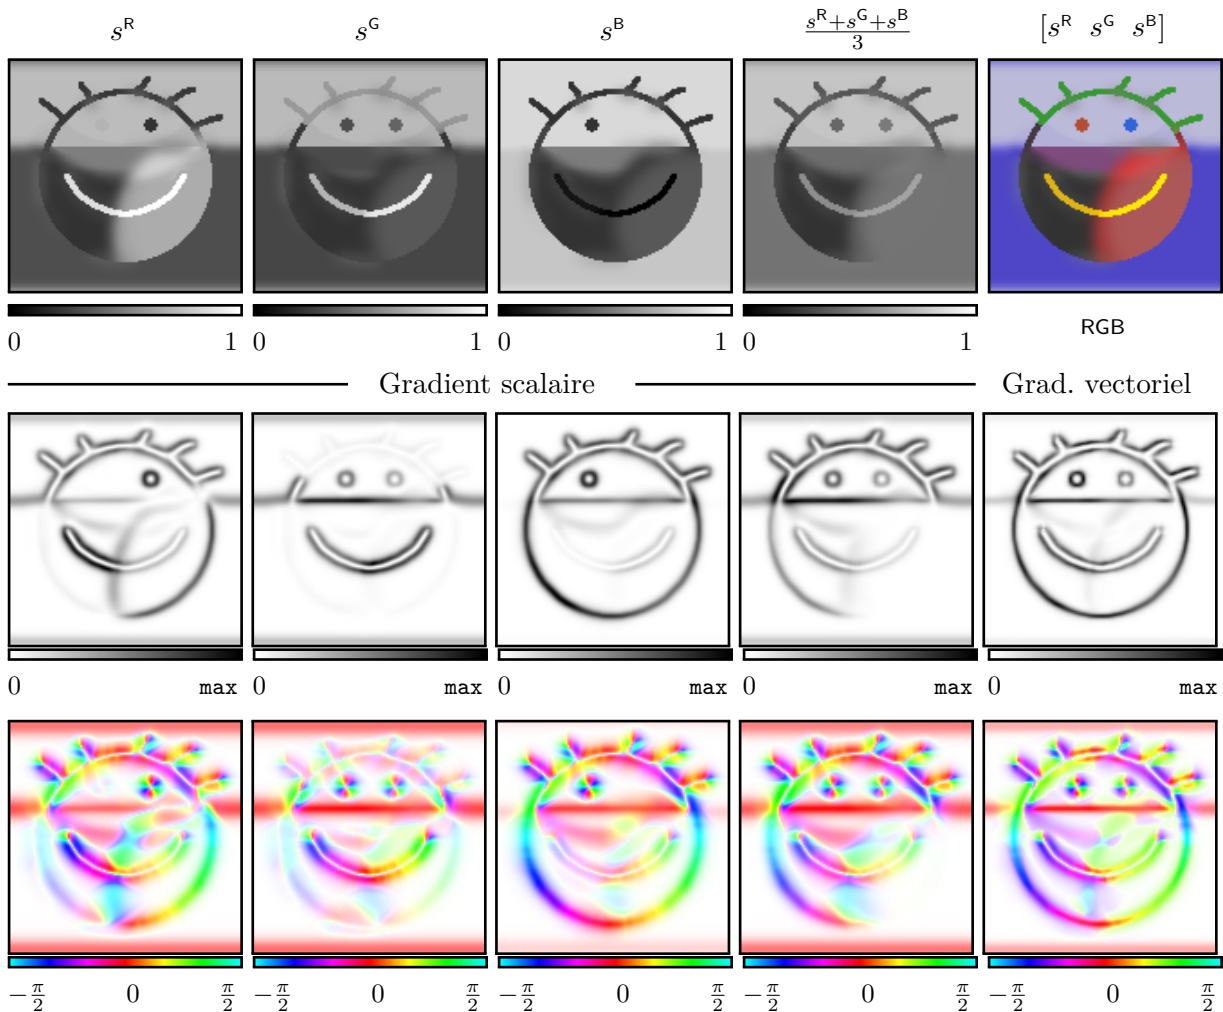 s^R s^G s^B (s^R+s^G+s^B)/3 [s^R s^G s^B]
0 1 0 1 0 1 0 1 RGB
Gradient scalaire Grad. vectoriel
0 max 0 max 0 max 0 max 0 max
−π/2 0 π/2 −π/2 0 π/2 −π/2 0 π/2 −π/2 0 π/2 −π/2 0 π/2